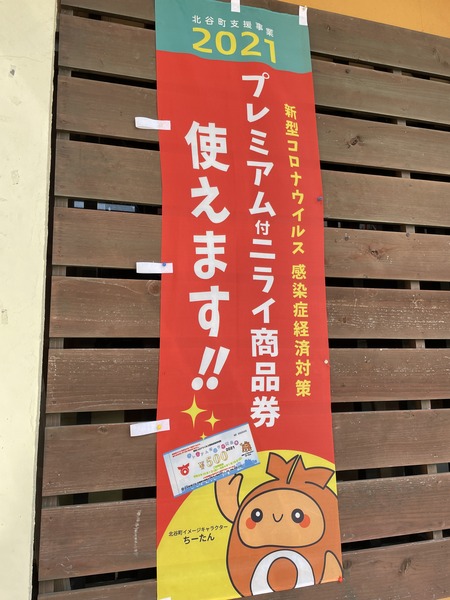 北谷町支援事業
2021
新型コロナウイルス 感染症経済対策
プレミアム付ニライ商品券
使えます!!
¥500
北谷町イメージキャラクター
ちーたん